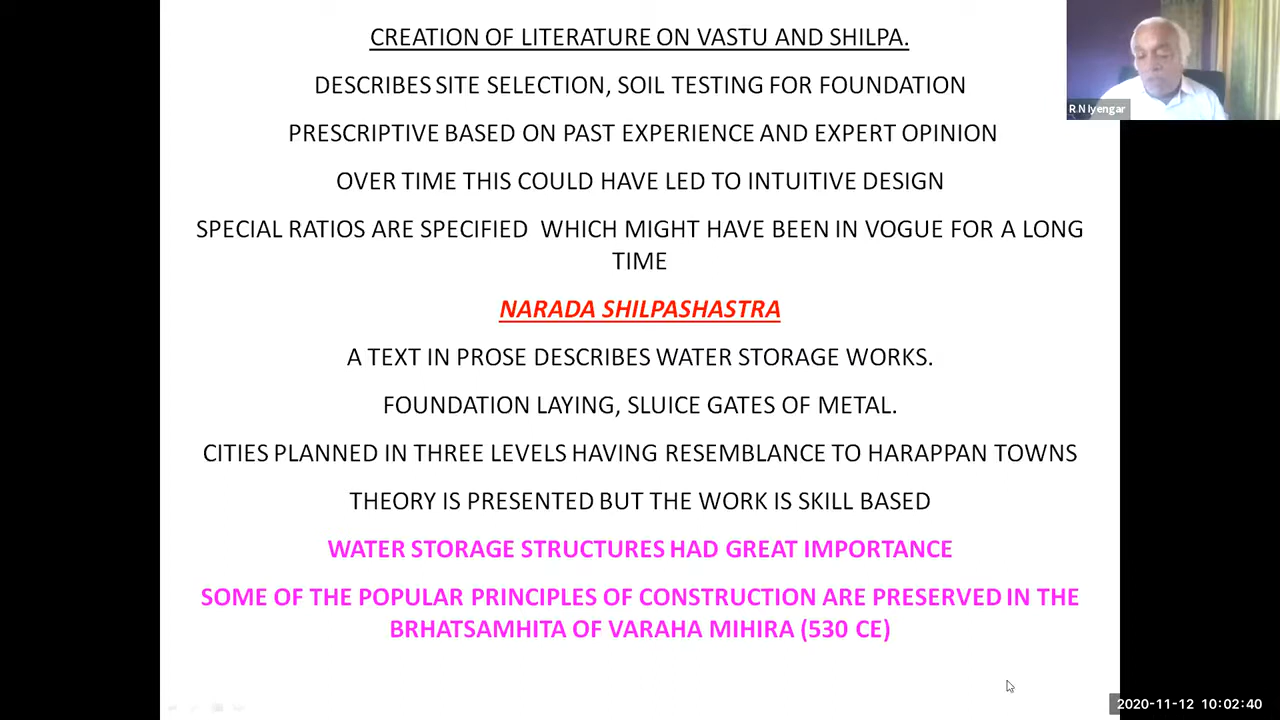 CREATION OF LITERATURE ON VASTU AND SHILPA.
DESCRIBES SITE SELECTION, SOIL TESTING FOR FOUNDATION
PRESCRIPTIVE BASED ON PAST EXPERIENCE AND EXPERT OPINION
OVER TIME THIS COULD HAVE LED TO INTUITIVE DESIGN
SPECIAL RATIOS ARE SPECIFIED WHICH MIGHT HAVE BEEN IN VOGUE FOR A LONG
TIME
NARADA SHILPASHASTRA
A TEXT IN PROSE DESCRIBES WATER STORAGE WORKS.
FOUNDATION LAYING, SLUICE GATES OF METAL.
CITIES PLANNED IN THREE LEVELS HAVING RESEMBLANCE TO HARAPPAN TOWNS
THEORY IS PRESENTED BUT THE WORK IS SKILL BASED
WATER STORAGE STRUCTURES HAD GREAT IMPORTANCE
SOME OF THE POPULAR PRINCIPLES OF CONSTRUCTION ARE PRESERVED IN THE
BRHATSAMHITA OF VARAHA MIHIRA (530 CE)
R N Iyengar
2020-11-12 10:02:40